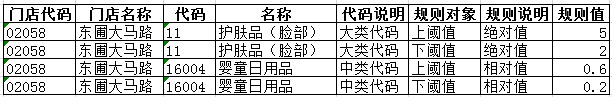 门店代码 门店名称 代码 名称 代码说明 规则对象 规则说明 规则值
02058 东圃大马路 11 护肤品（脸部） 大类代码 上阈值 绝对值 5
02058 东圃大马路 11 护肤品（脸部） 大类代码 下阈值 绝对值 2
02058 东圃大马路 16004 婴童日用品 中类代码 上阈值 相对值 0.6
02058 东圃大马路 16004 婴童日用品 中类代码 下阈值 相对值 0.2